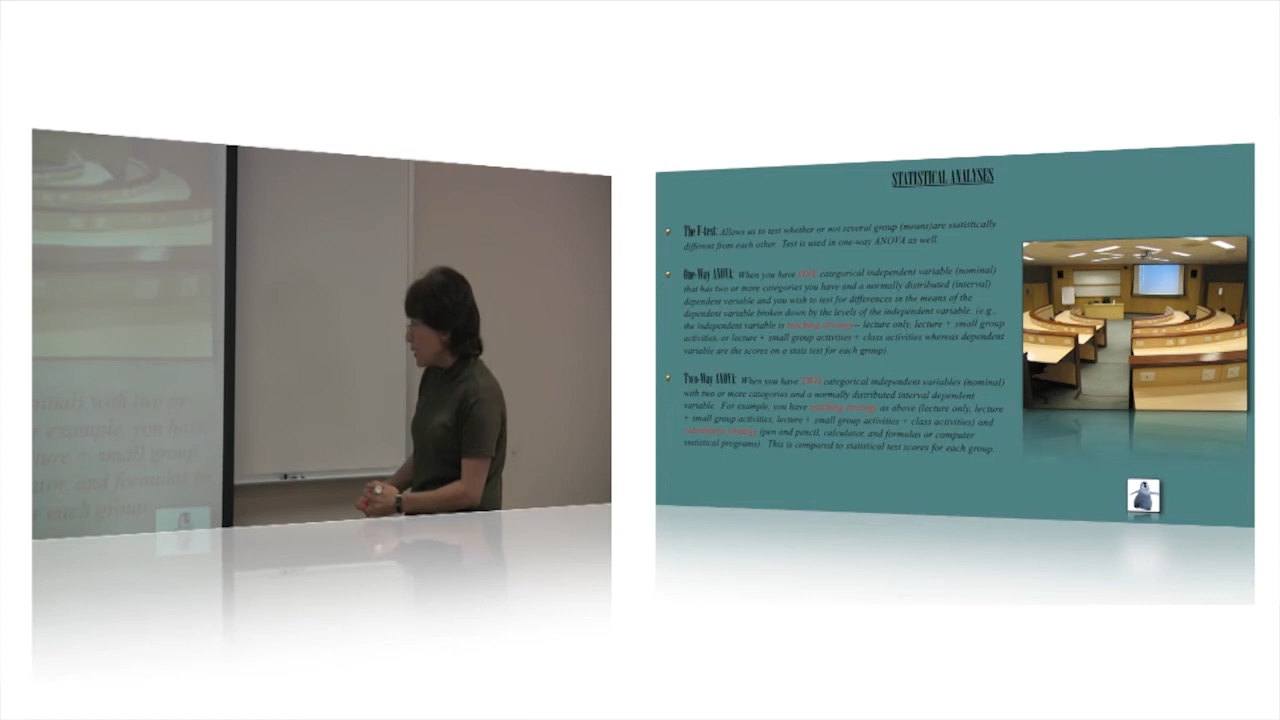 STATISTICAL ANALYSES
The F-test: Allows us to test whether or not several group (means)are statistically
different from each other. Test is used in one-way ANOVA as well.
One-Way ANOVA: When you have ONE categorical independent variable (nominal)
that has two or more categories you have and a normally distributed (interval)
dependent variable and you wish to test for differences in the means of the
dependent variable broken down by the levels of the independent variable. (e.g.,
the independent variable is teaching strategy-- lecture only, lecture + small group
activities, or lecture + small group activities + class activities whereas dependent
variable are the scores on a stats test for each group).
Two-Way ANOVA: When you have TWO categorical independent variables (nominal)
with two or more categories and a normally distributed interval dependent
variable. For example, you have teaching strategy as above (lecture only, lecture
+ small group activities, lecture + small group activities + class activities) and
(pen and pencil, calculator, and formulas or computer
statistical programs). This is compared to statistical test scores for each group.